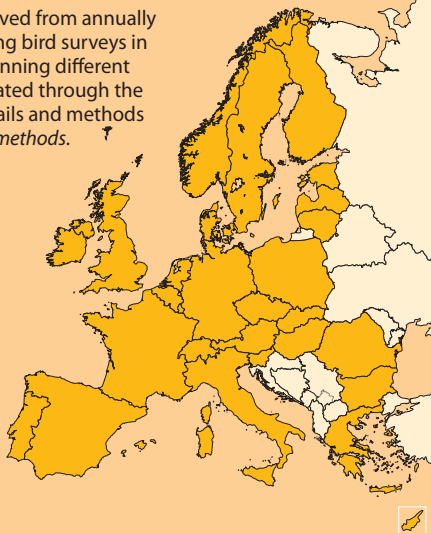 ved from annually
ng bird surveys in
nning different
ated through the
ails and methods
methods.